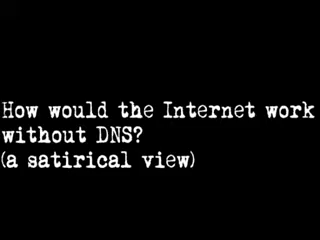 How would the Internet work
without DNS?
(a satirical view)